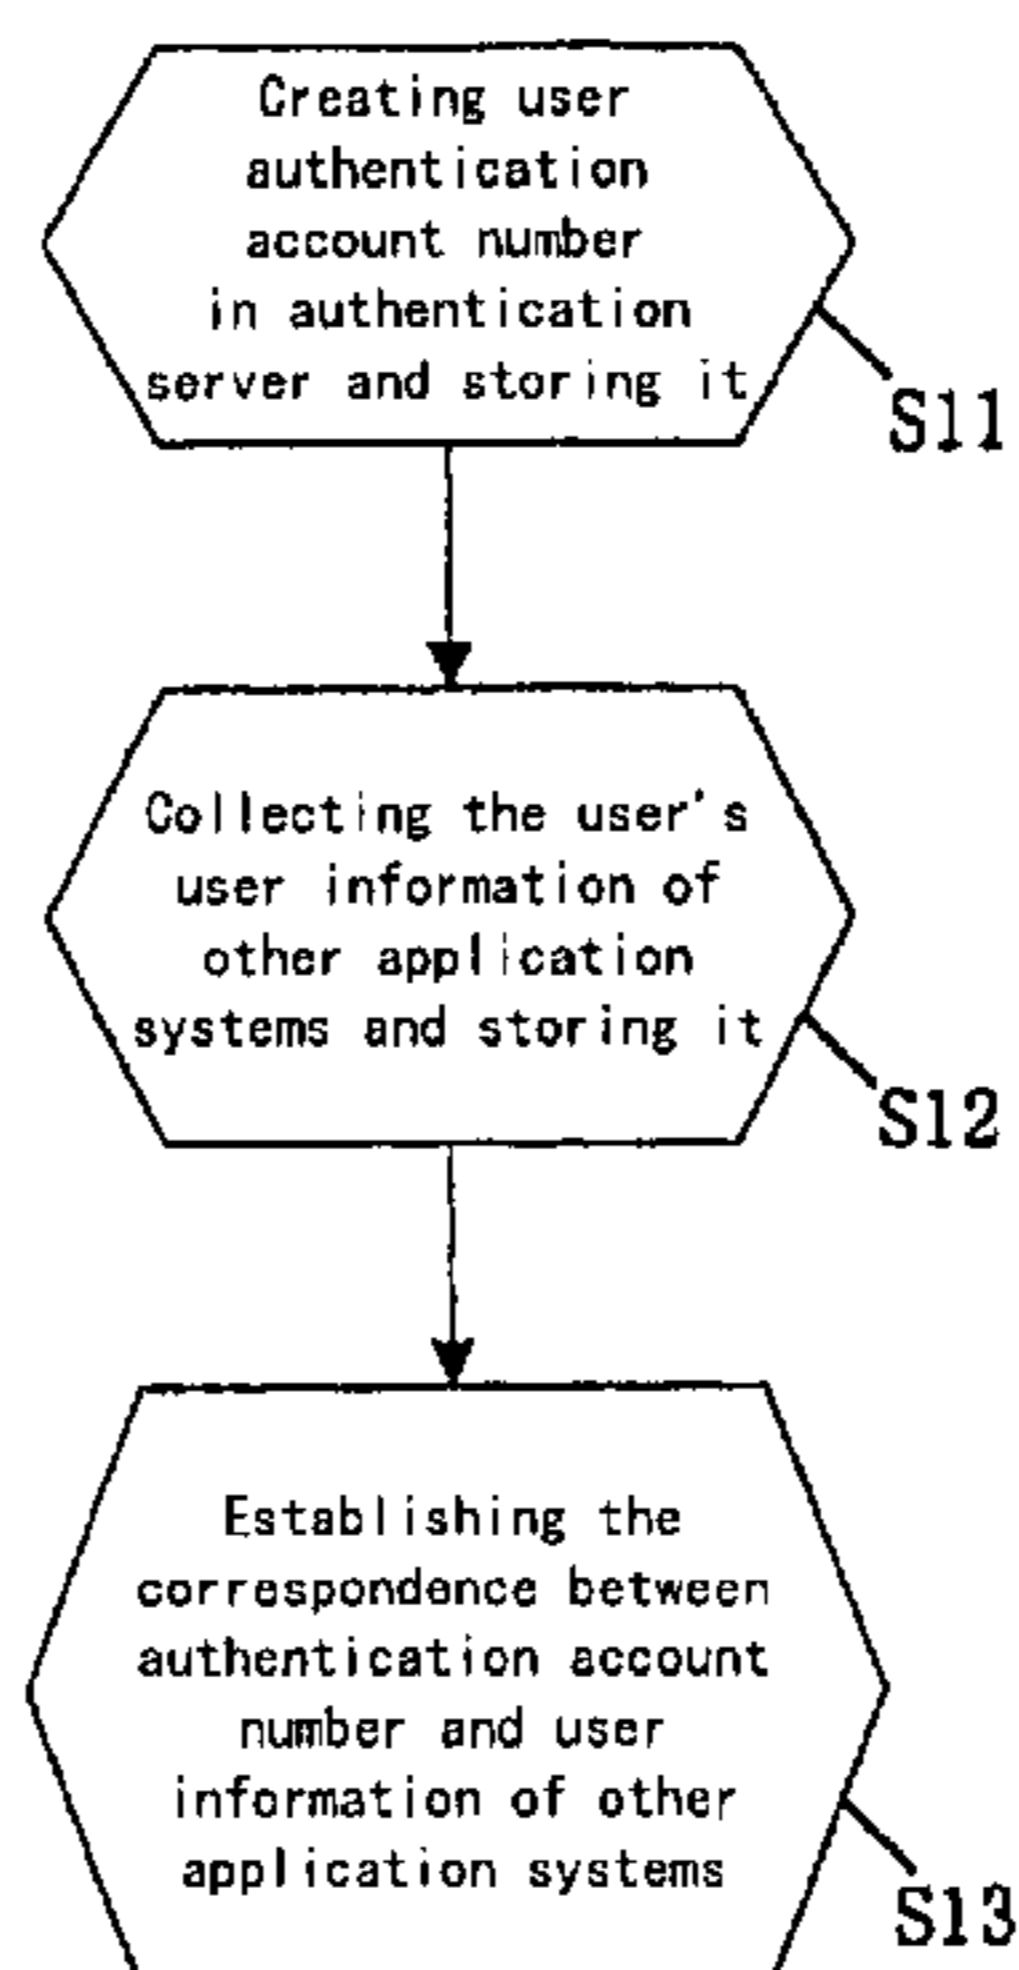 Creating user
authentication
account number
in authentication
server and storing it
S11
Collecting the user's
user information of
other application
systems and storing it
S12
Establishing the
correspondence between
authentication account
number and user
information of other
application systems
S13